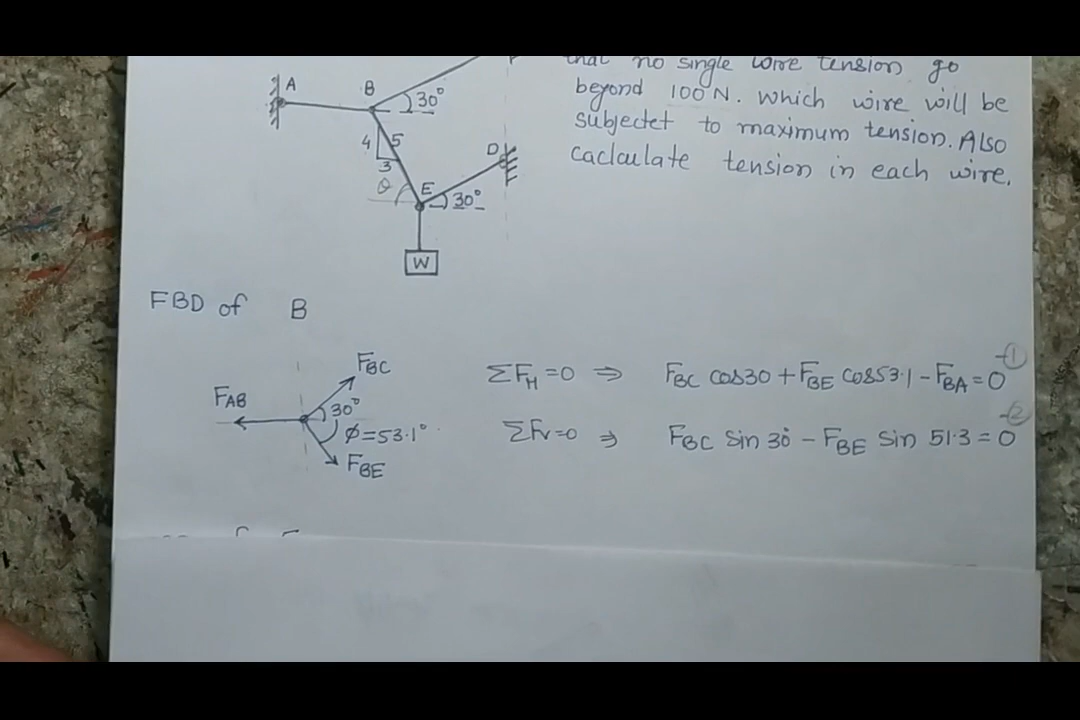 that no single wire tension go
beyond 100N. which wire will be
subjectet to maximum tension. Also
caclculate tension in each wire.
A
B
30°
4
5
3
D
θ
E
30°
W
FBD of B
FBC
FAB
30°
φ=53.1°
FBE
ΣFH=0 ⇒ FBC cos30 + FBE cos53.1 - FBA = 0 -①
ΣFv=0 ⇒ FBC Sin 30 - FBE Sin 51.3 = 0 -②